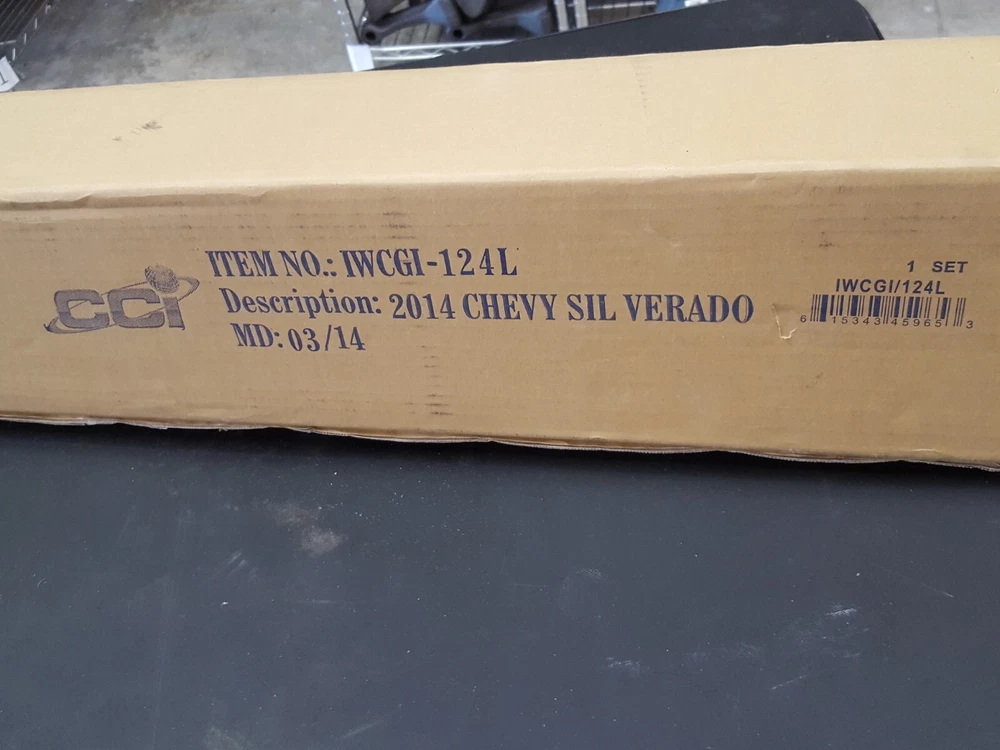 CCi
ITEM NO.: IWCGI-124L
Description: 2014 CHEVY SIL VERADO
MD: 03/14
1 SET
IWCGI/124L
6 15343 45965 3